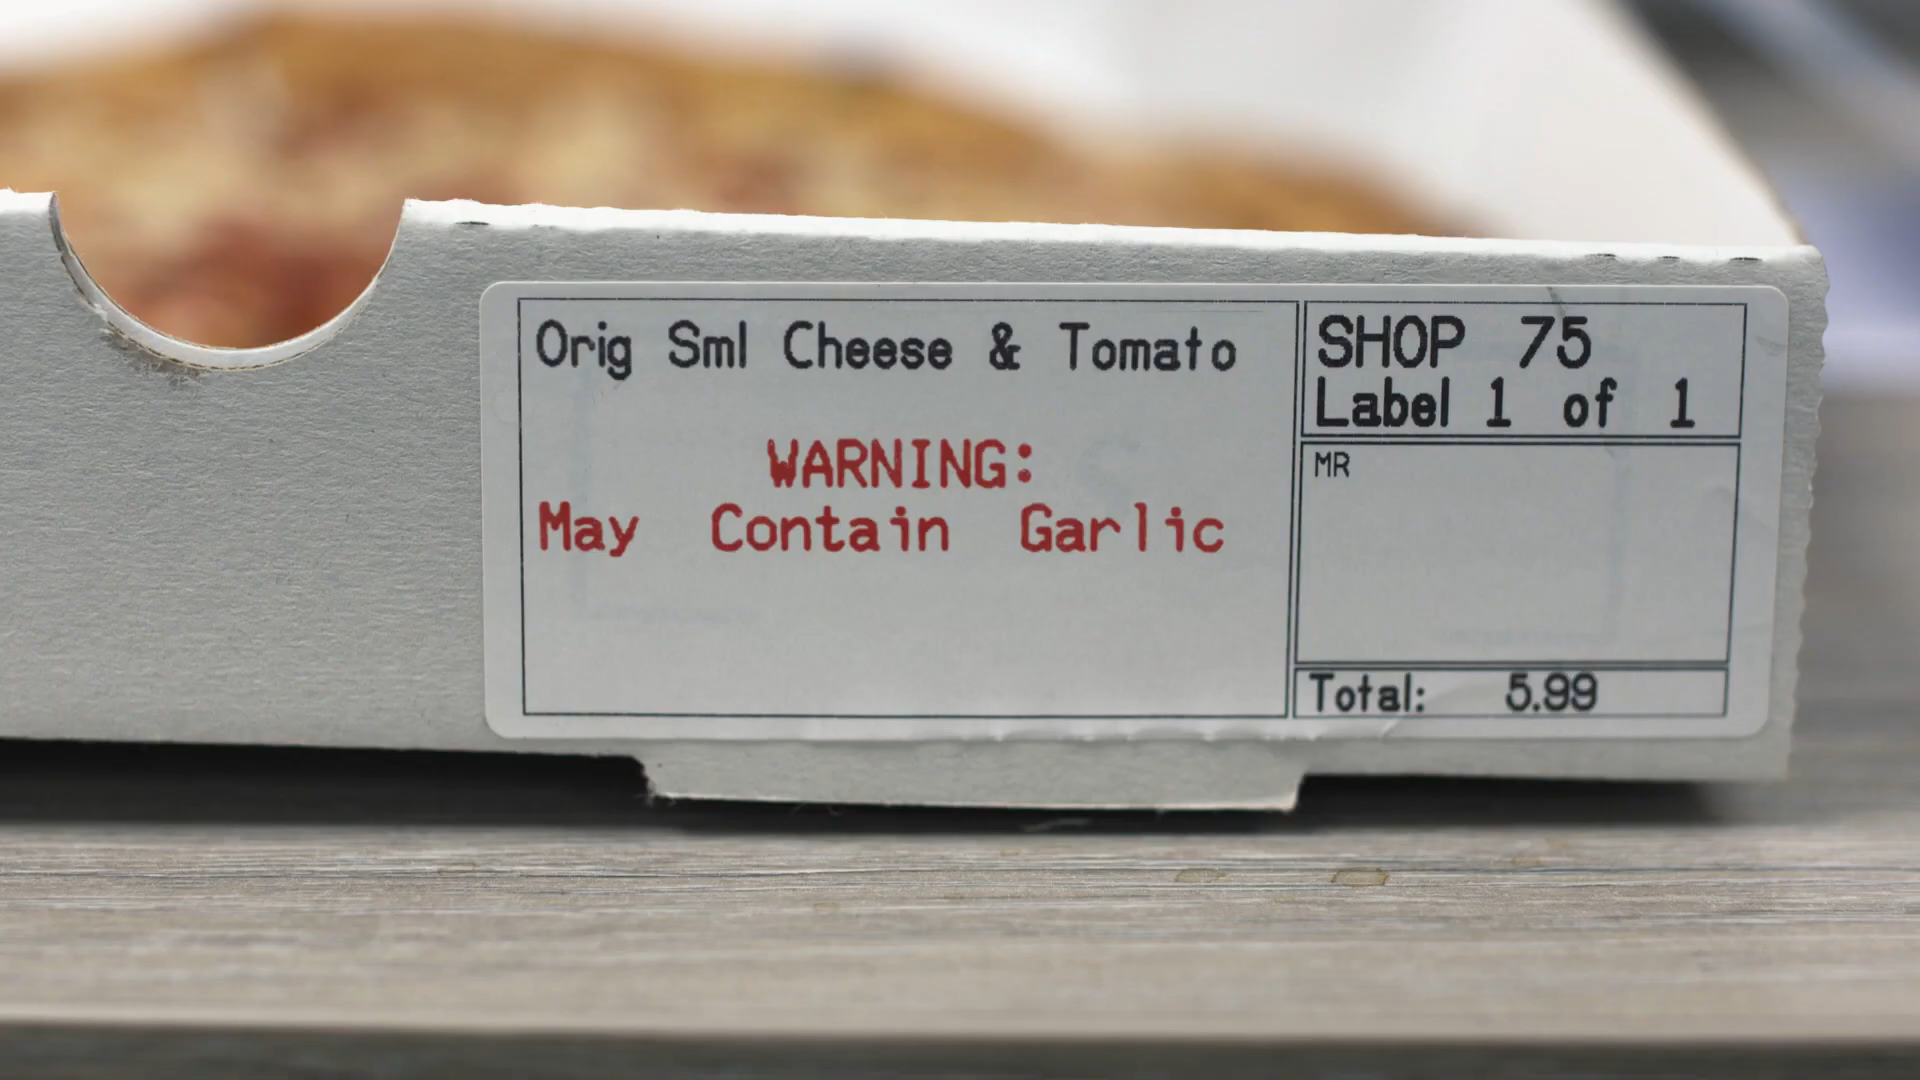 Orig Sml Cheese & Tomato
WARNING:
May Contain Garlic
SHOP 75
Label 1 of 1
MR
Total: 5.99